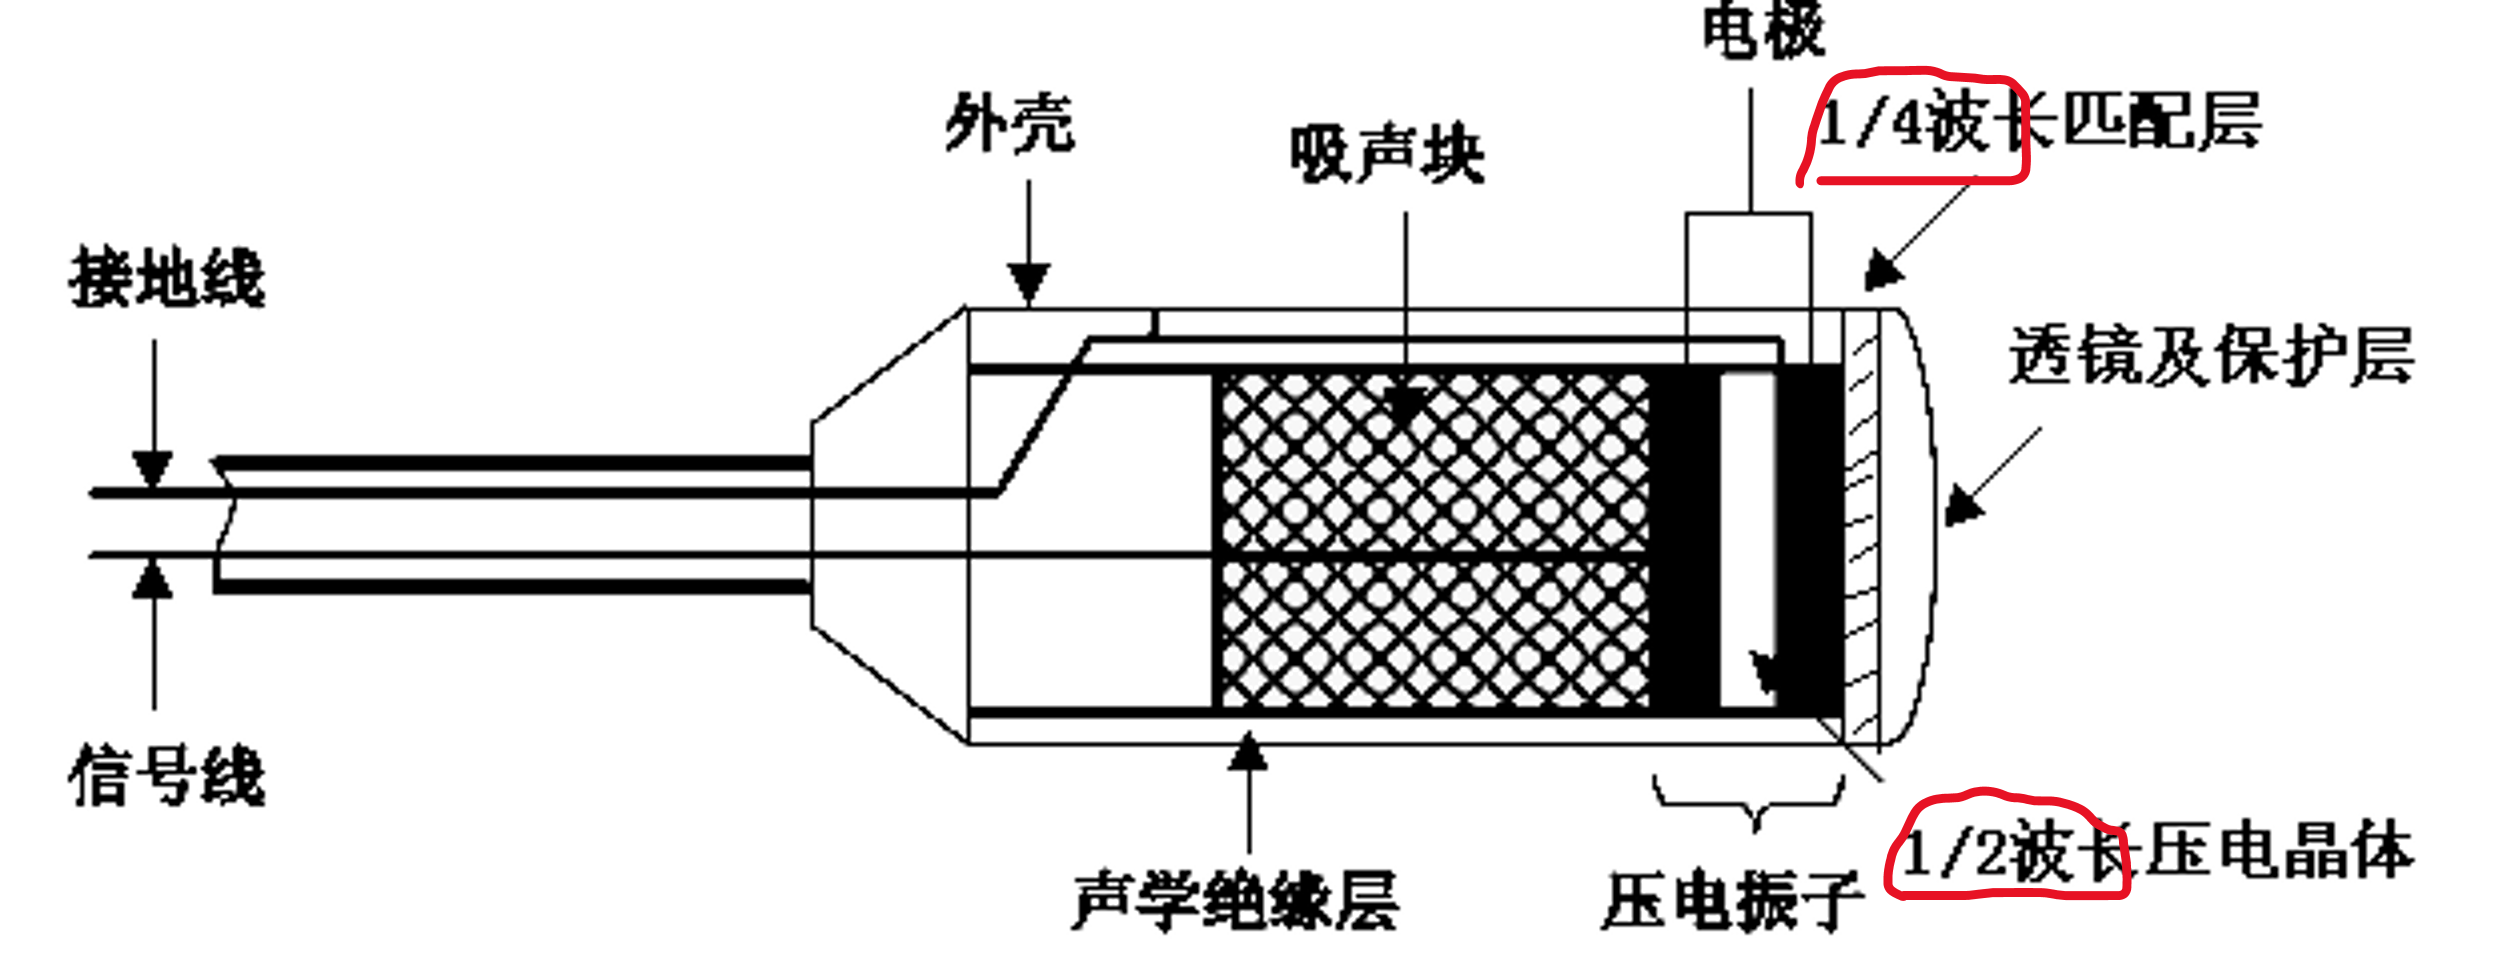 电极
1/4波长匹配层
外壳
吸声块
接地线
透镜及保护层
信号线
1/2波长压电晶体
声学绝缘层
压电振子